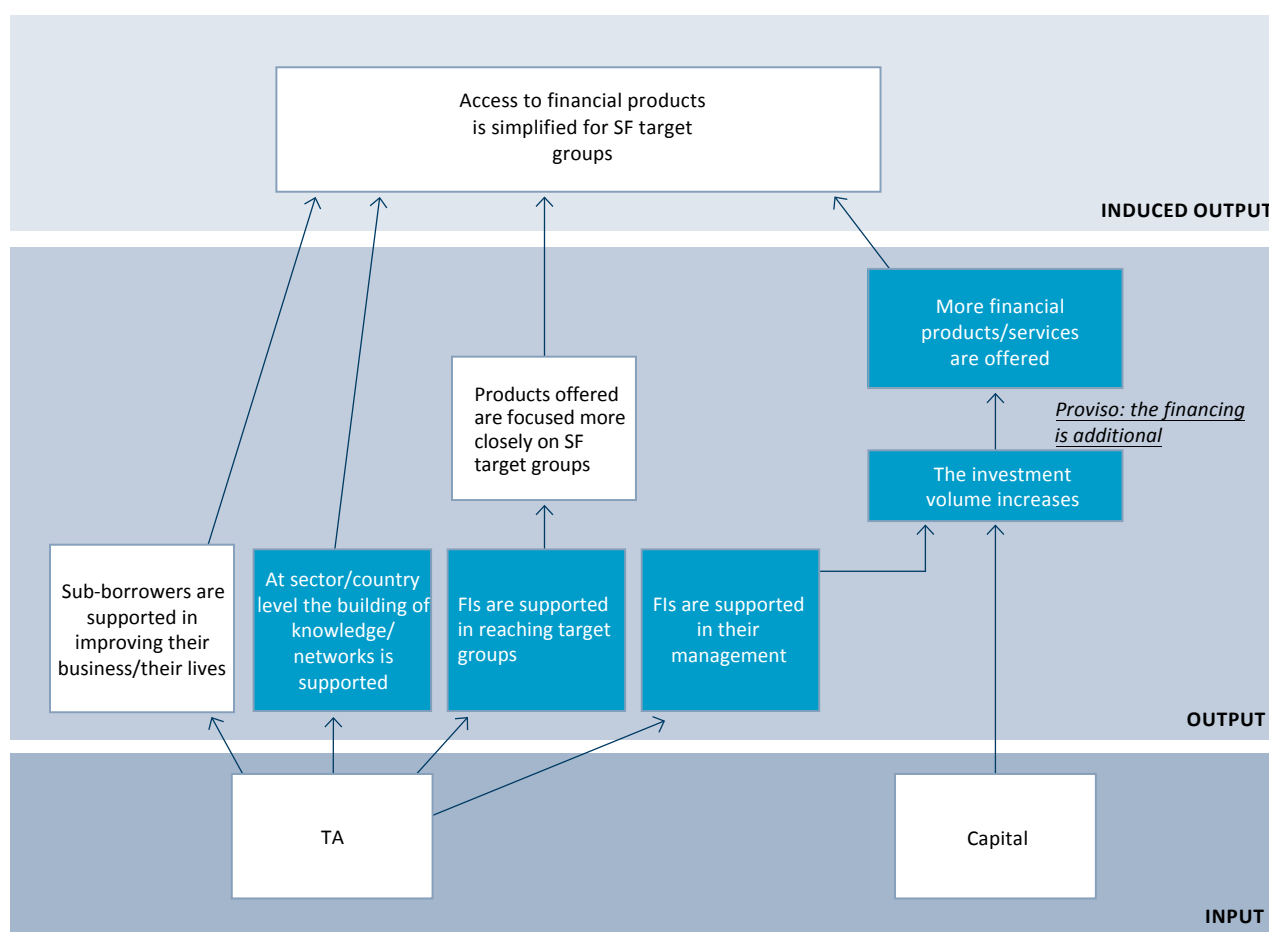 Access to financial products
is simplified for SF target
groups
INDUCED OUTPUT
More financial
products/services
are offered
Products offered
are focused more
closely on SF
target groups
Proviso: the financing
is additional
The investment
volume increases
Sub-borrowers are
supported in
improving their
business/their lives
At sector/country
level the building of
knowledge/
networks is
supported
FIs are supported
in reaching target
groups
FIs are supported
in their
management
OUTPUT
TA
Capital
INPUT